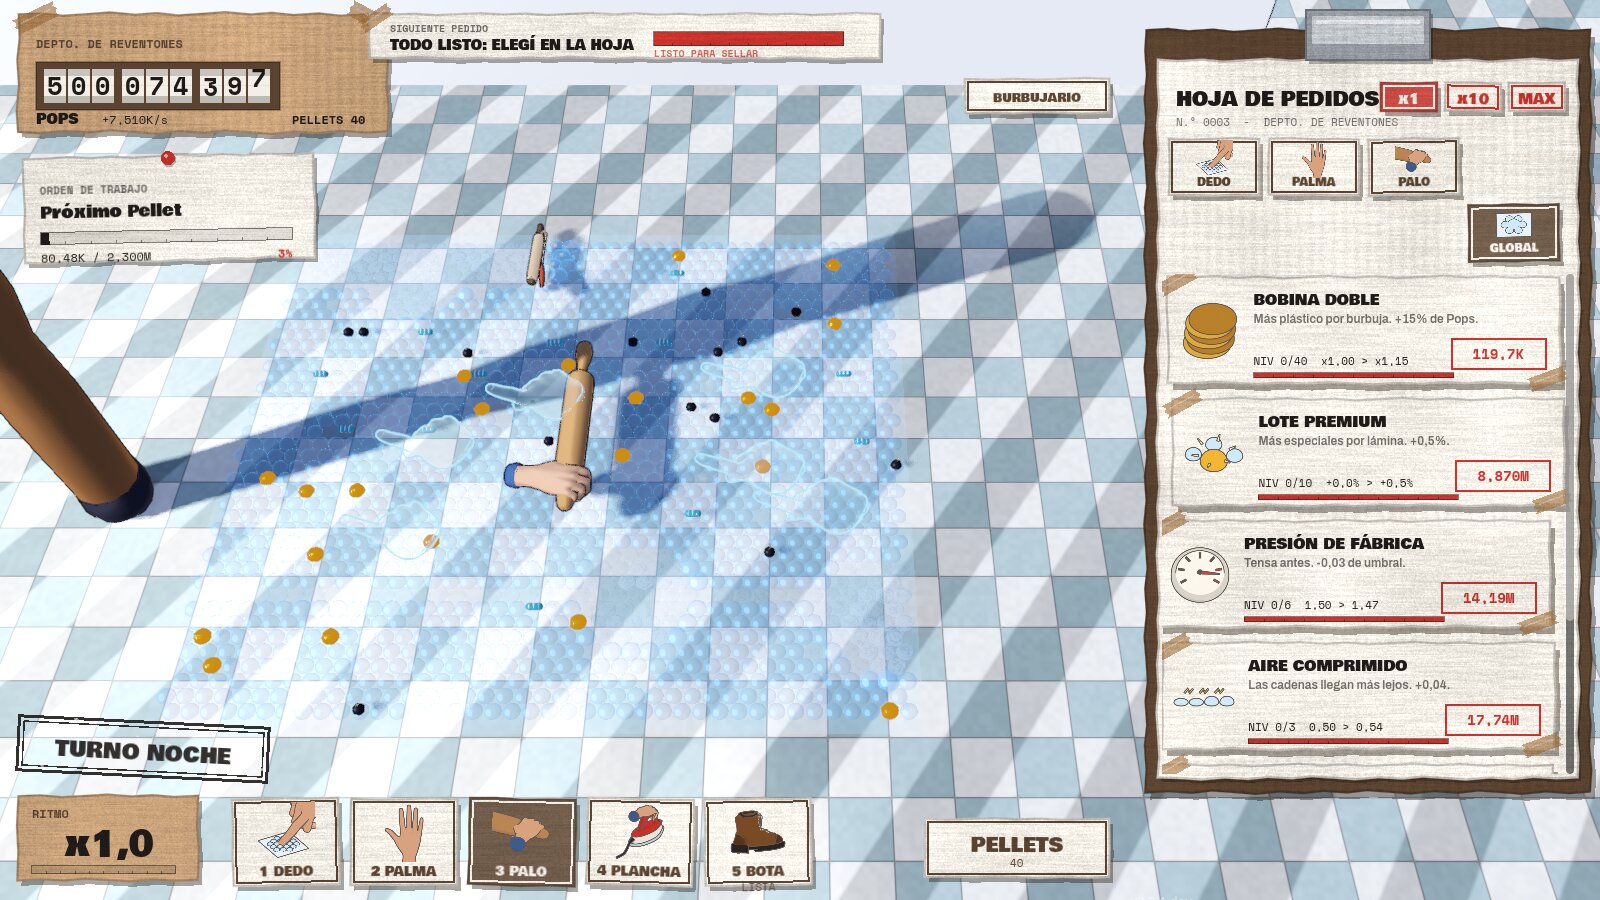 DEPTO. DE REVENTONES
500 074 397
POPS +7,510K/s PELLETS 40
SIGUIENTE PEDIDO
TODO LISTO: ELEGÍ EN LA HOJA
LISTO PARA SELLAR
BURBUJARIO
ORDEN DE TRABAJO
Próximo Pellet
80,48K / 2,300M 3%
HOJA DE PEDIDOS x1 x10 MAX
N.° 0003 - DEPTO. DE REVENTONES
DEDO PALMA PALO
GLOBAL
BOBINA DOBLE
Más plástico por burbuja. +15% de Pops.
NIV 0/40 x1,00 > x1,15 119,7K
LOTE PREMIUM
Más especiales por lámina. +0,5%.
NIV 0/10 +0,0% > +0,5% 8,870M
PRESIÓN DE FÁBRICA
Tensa antes. -0,03 de umbral.
NIV 0/6 1,50 > 1,47 14,19M
AIRE COMPRIMIDO
Las cadenas llegan más lejos. +0,04.
NIV 0/3 0,50 > 0,54 17,74M
TURNO NOCHE
RITMO
x1,0
1 DEDO 2 PALMA 3 PALO 4 PLANCHA 5 BOTA
LISTA
PELLETS
40